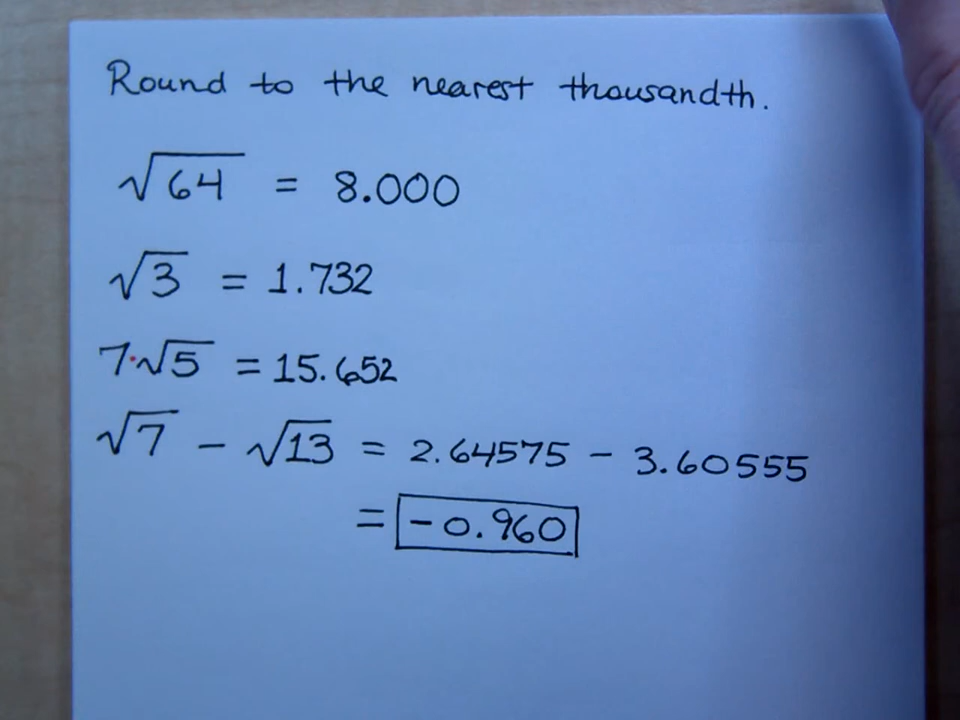 Round to the nearest thousandth.
√64 = 8.000
√3 = 1.732
7·√5 = 15.652
√7 - √13 = 2.64575 - 3.60555
= -0.960